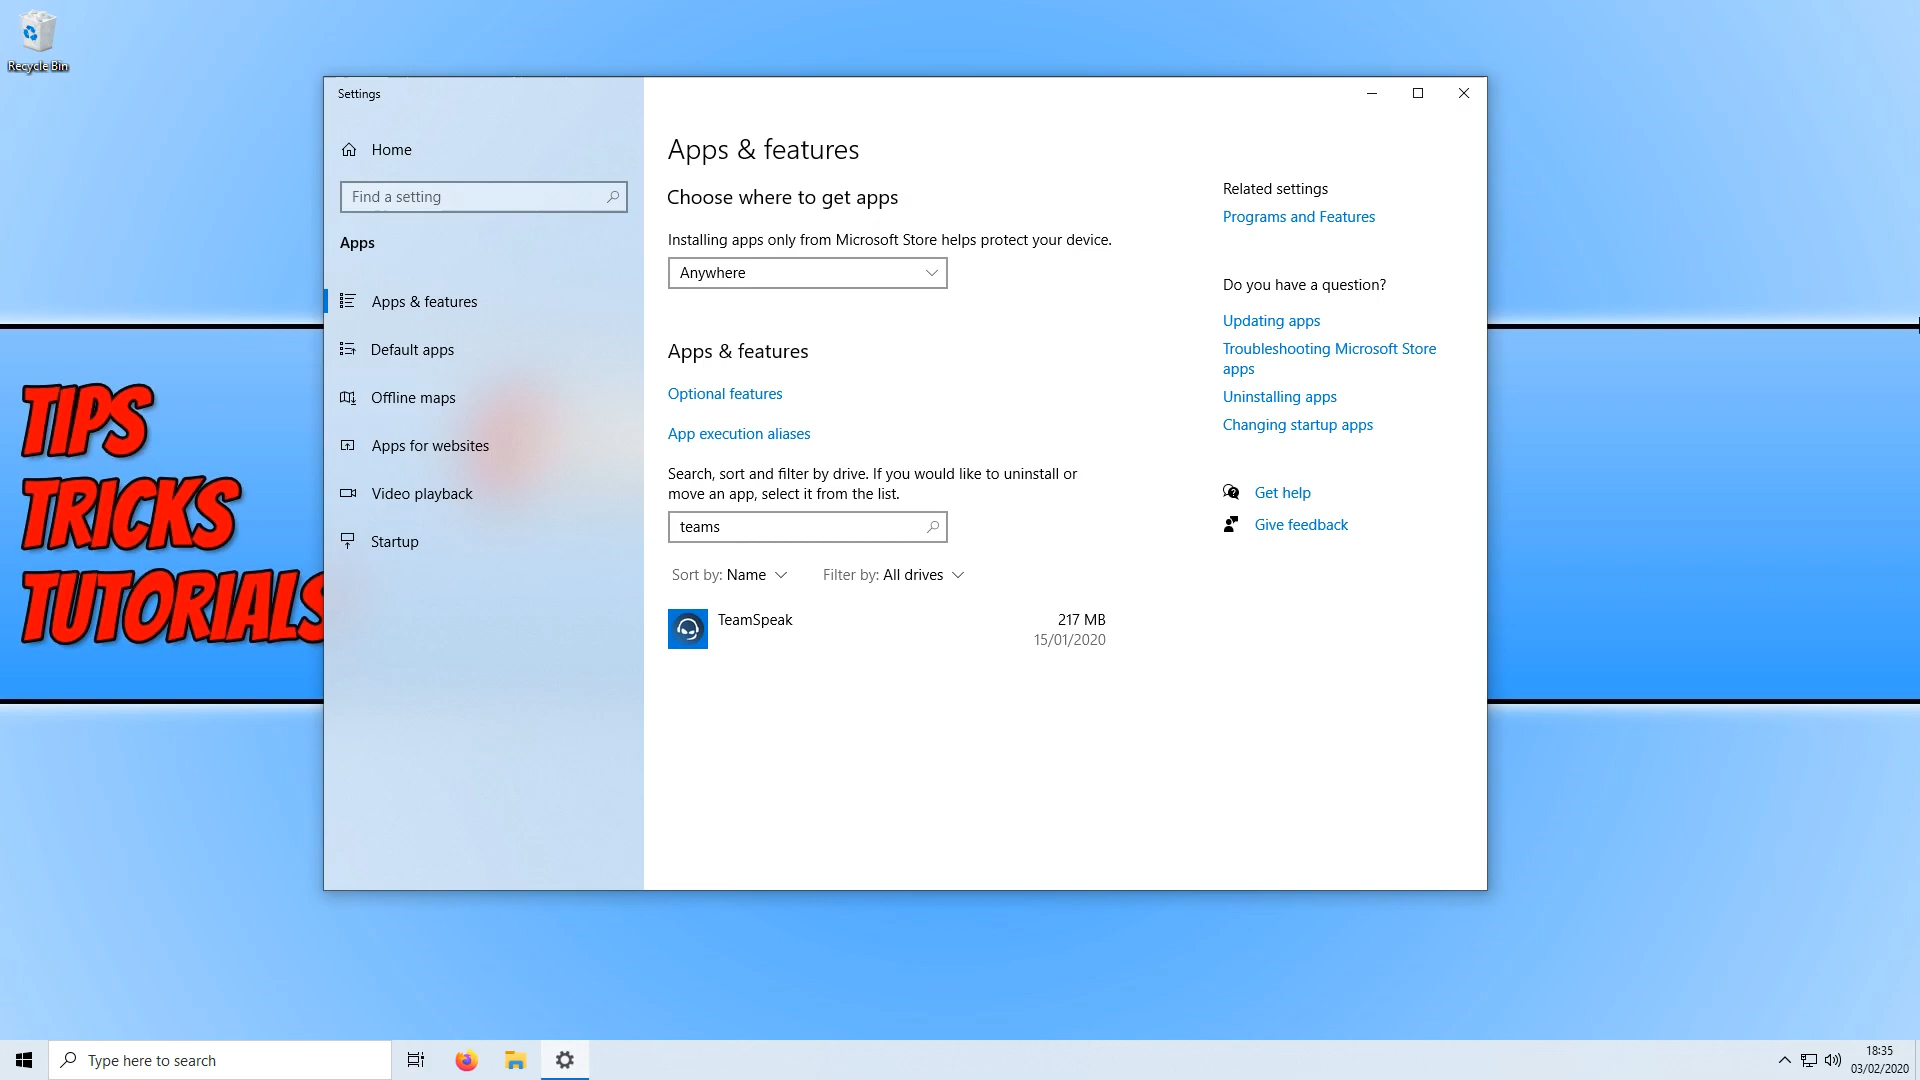 Recycle Bin
TIPS
TRICKS
TUTORIALS
Settings
Home
Find a setting
Apps
Apps & features
Default apps
Offline maps
Apps for websites
Video playback
Startup
Apps & features
Choose where to get apps
Installing apps only from Microsoft Store helps protect your device.
Anywhere
Apps & features
Optional features
App execution aliases
Search, sort and filter by drive. If you would like to uninstall or
move an app, select it from the list.
teams
Sort by: Name
Filter by: All drives
TeamSpeak
217 MB
15/01/2020
Related settings
Programs and Features
Do you have a question?
Updating apps
Troubleshooting Microsoft Store
apps
Uninstalling apps
Changing startup apps
Get help
Give feedback
Type here to search
18:35
03/02/2020